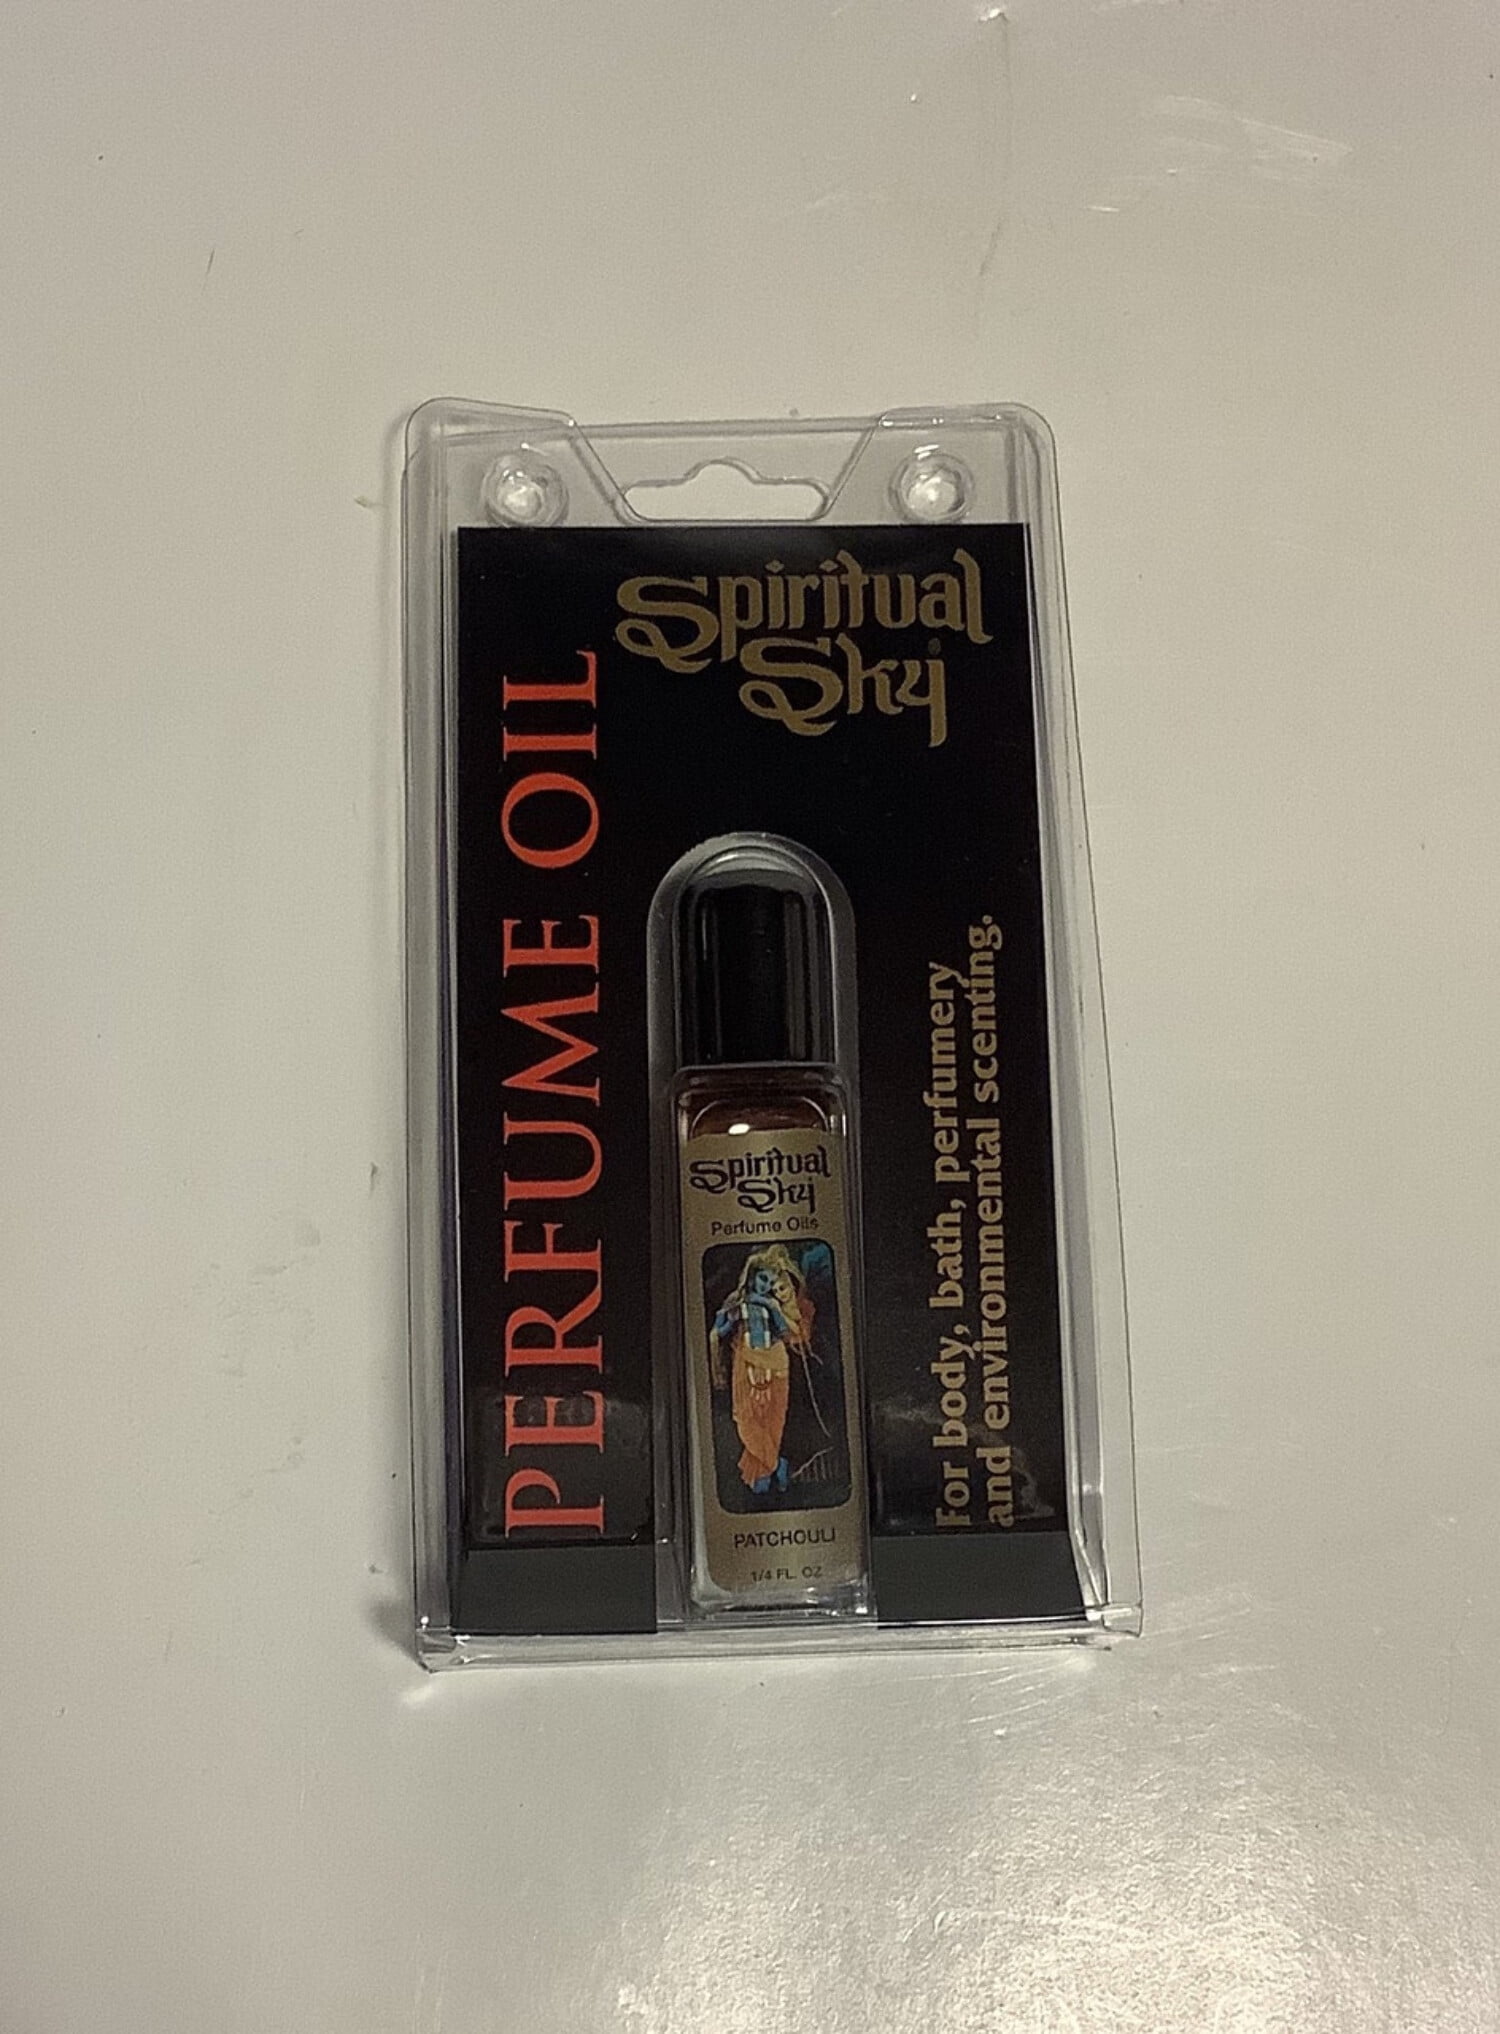 Spiritual
Sky
PERFUME OIL
For body, bath, perfumery
and environmental scenting.
Spiritual
Sky
Perfume Oils
PATCHOULI
1/4 FL. OZ